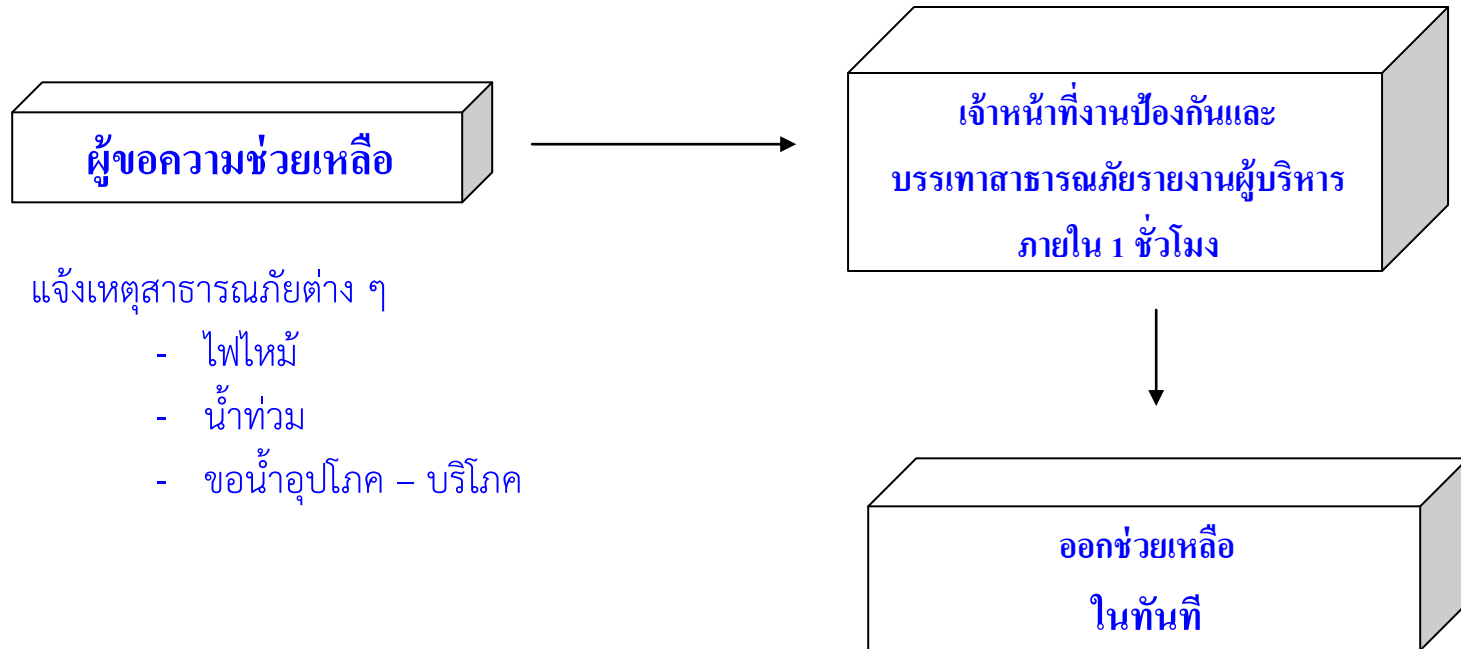 ผู้ขอความช่วยเหลือ
เจ้าหน้าที่งานป้องกันและ
บรรเทาสาธารณภัยรายงานผู้บริหาร
ภายใน 1 ชั่วโมง
แจ้งเหตุสาธารณภัยต่าง ๆ
- ไฟไหม้
- น้ำท่วม
- ขอน้ำอุปโภค – บริโภค
ออกช่วยเหลือ
ในทันที